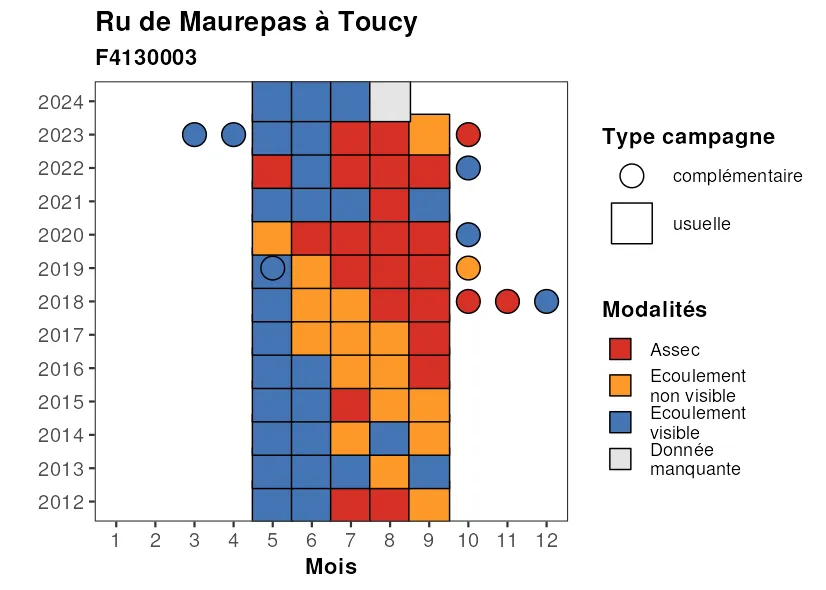 Ru de Maurepas à Toucy
F4130003
2024
2023
2022
2021
2020
2019
2018
2017
2016
2015
2014
2013
2012
1 2 3 4 5 6 7 8 9 10 11 12
Mois
Type campagne
complémentaire
usuelle
Modalités
Assec
Ecoulement
non visible
Ecoulement
visible
Donnée
manquante